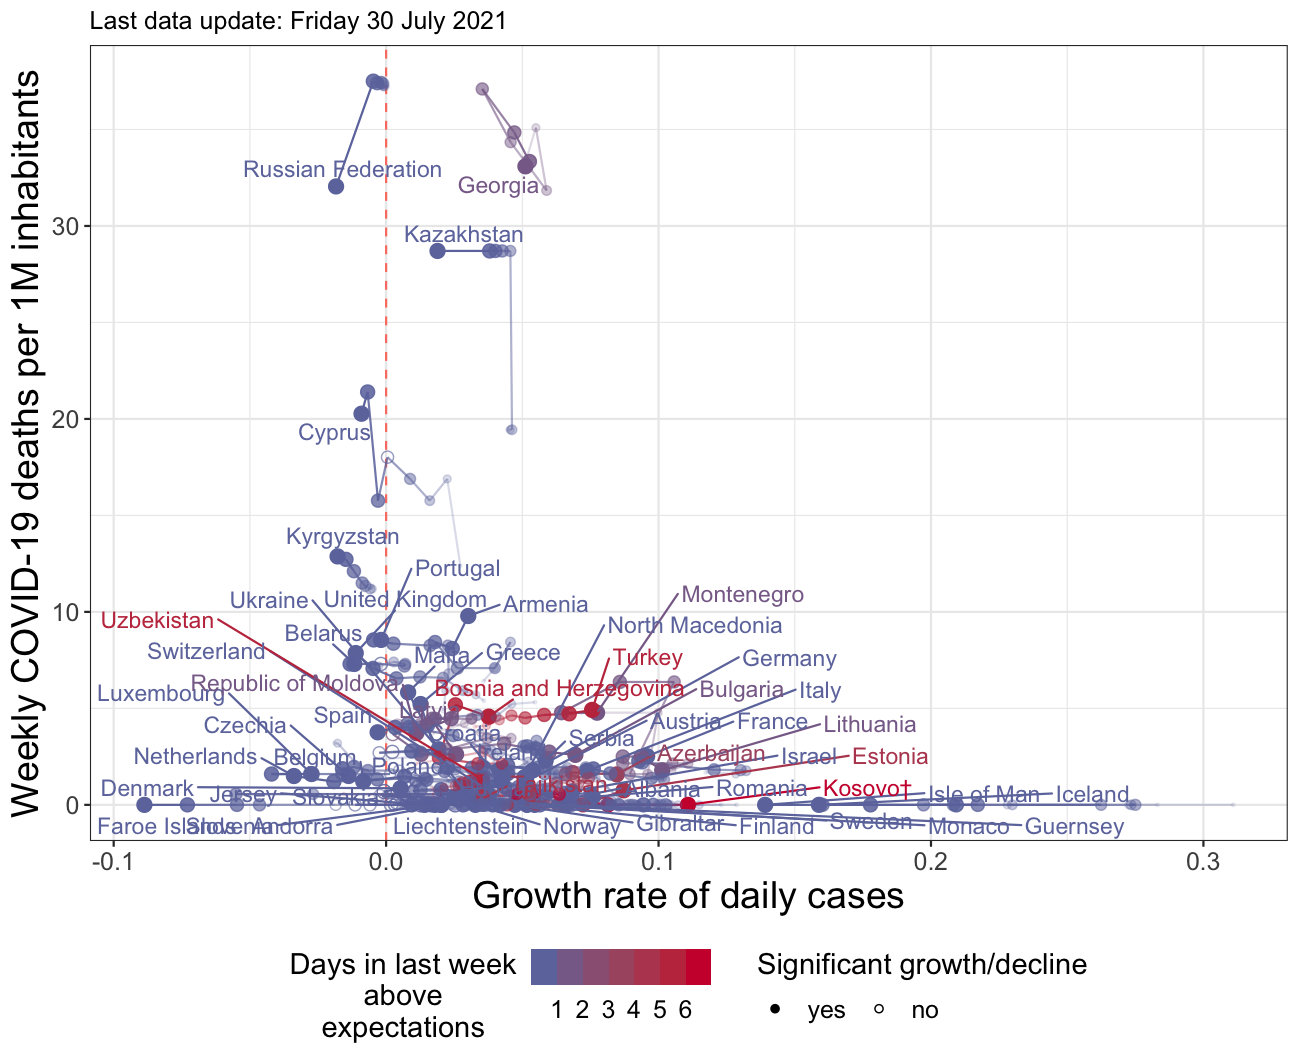 Last data update: Friday 30 July 2021
Weekly COVID-19 deaths per 1M inhabitants
30
20
10
0
Russian Federation
Georgia
Kazakhstan
Cyprus
Kyrgyzstan
Portugal
Ukraine
United Kingdom
Armenia
Montenegro
Uzbekistan
Belarus
North Macedonia
Switzerland
Malta
Greece
Turkey
Germany
Republic of Moldova
Bosnia and Herzegovina
Bulgaria
Italy
Luxembourg
Spain
Latvia
Austria
France
Lithuania
Czechia
Croatia
Serbia
Netherlands
Belgium
Poland
Ireland
Azerbaijan
Israel
Estonia
Denmark
Jersey
Slovakia
Tajikistan
Albania
Romania
Kosovo†
Isle of Man
Iceland
Faroe Islands
Slovenia
Andorra
Liechtenstein
Norway
Gibraltar
Finland
Sweden
Monaco
Guernsey
-0.1
0.0
0.1
0.2
0.3
Growth rate of daily cases
Days in last week
above
expectations
1 2 3 4 5 6
Significant growth/decline
yes
no